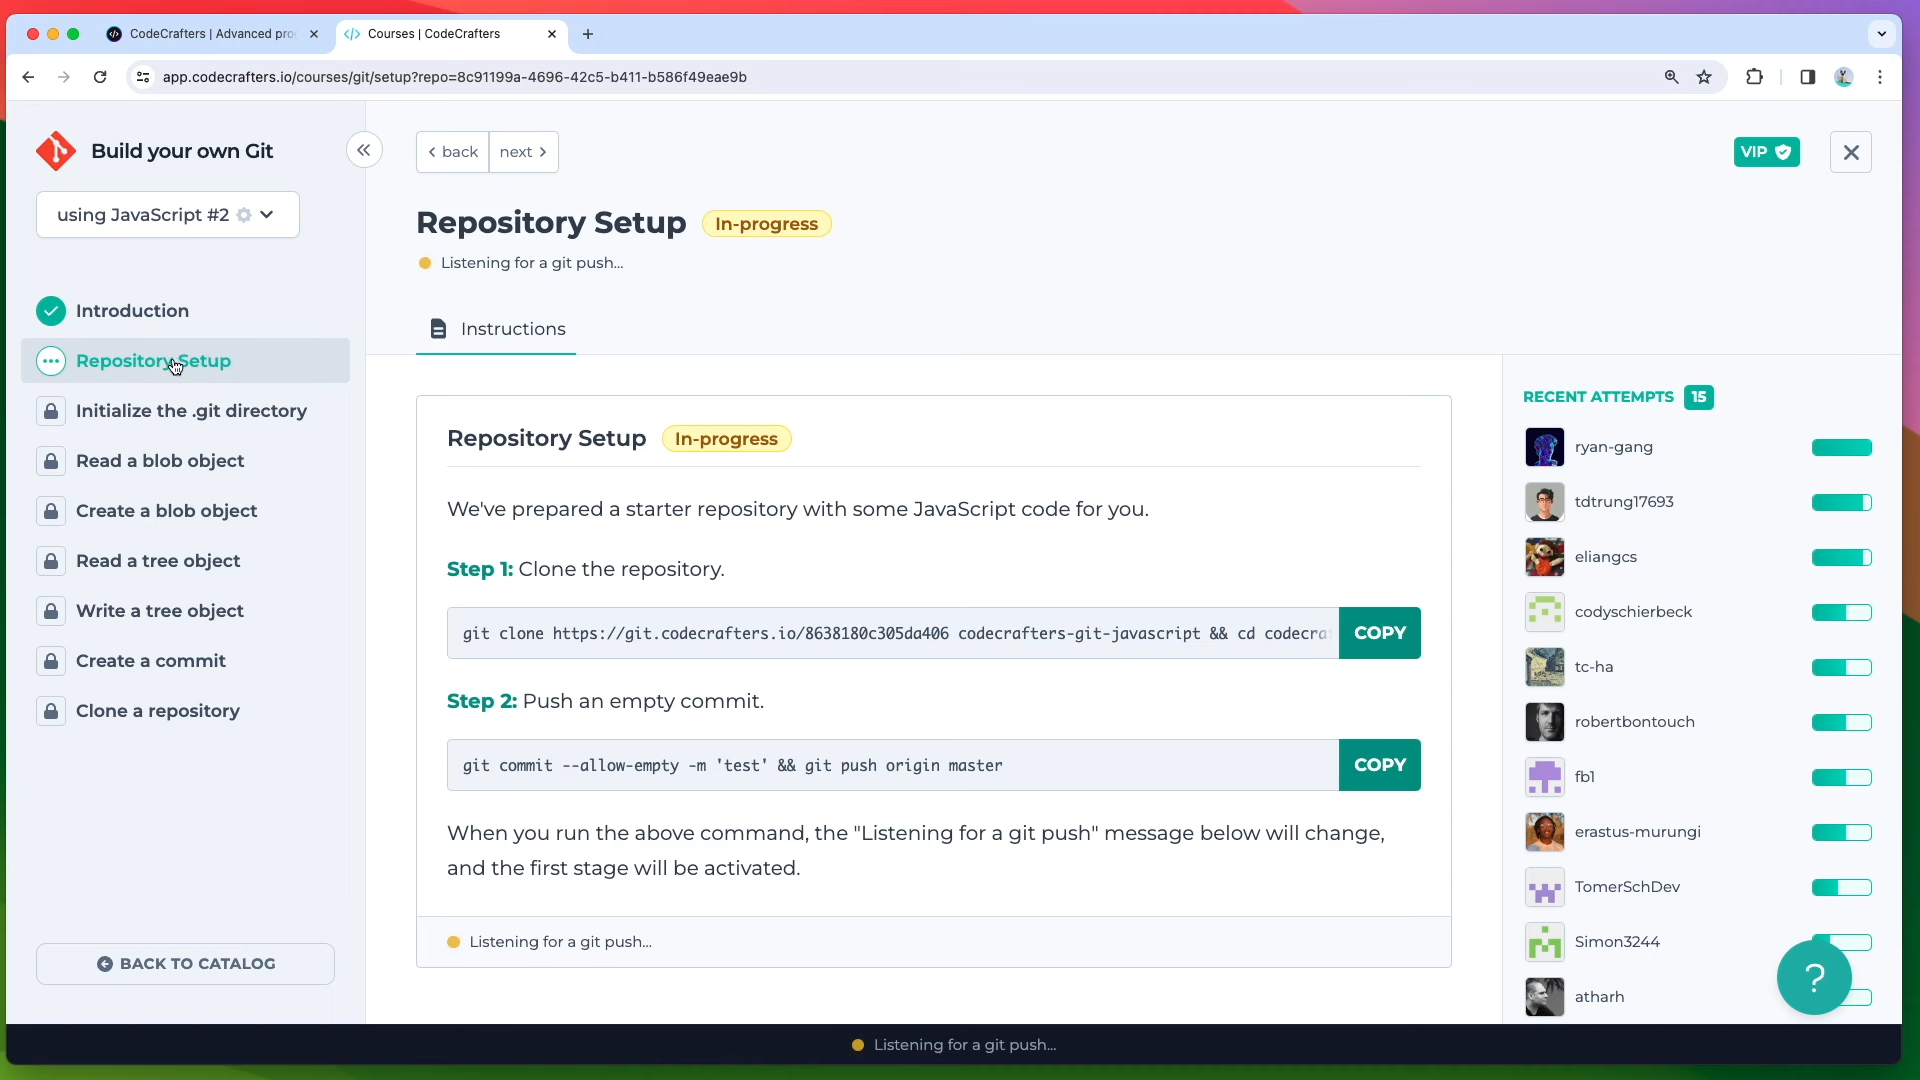 CodeCrafters | Advanced pro
Courses | CodeCrafters
app.codecrafters.io/courses/git/setup?repo=8c91199a-4696-42c5-b411-b586f49eae9b
Build your own Git
using JavaScript #2
Introduction
Repository Setup
Initialize the .git directory
Read a blob object
Create a blob object
Read a tree object
Write a tree object
Create a commit
Clone a repository
BACK TO CATALOG
back
next
VIP
Repository Setup
In-progress
Listening for a git push...
Instructions
Repository Setup
In-progress
We've prepared a starter repository with some JavaScript code for you.
Step 1: Clone the repository.
git clone https://git.codecrafters.io/8638180c305da406 codecrafters-git-javascript && cd codecra
COPY
Step 2: Push an empty commit.
git commit --allow-empty -m 'test' && git push origin master
COPY
When you run the above command, the "Listening for a git push" message below will change,
and the first stage will be activated.
Listening for a git push...
RECENT ATTEMPTS 15
ryan-gang
tdtrung17693
eliangcs
codyschierbeck
tc-ha
robertbontouch
fb1
erastus-murungi
TomerSchDev
Simon3244
atharh
?
Listening for a git push...